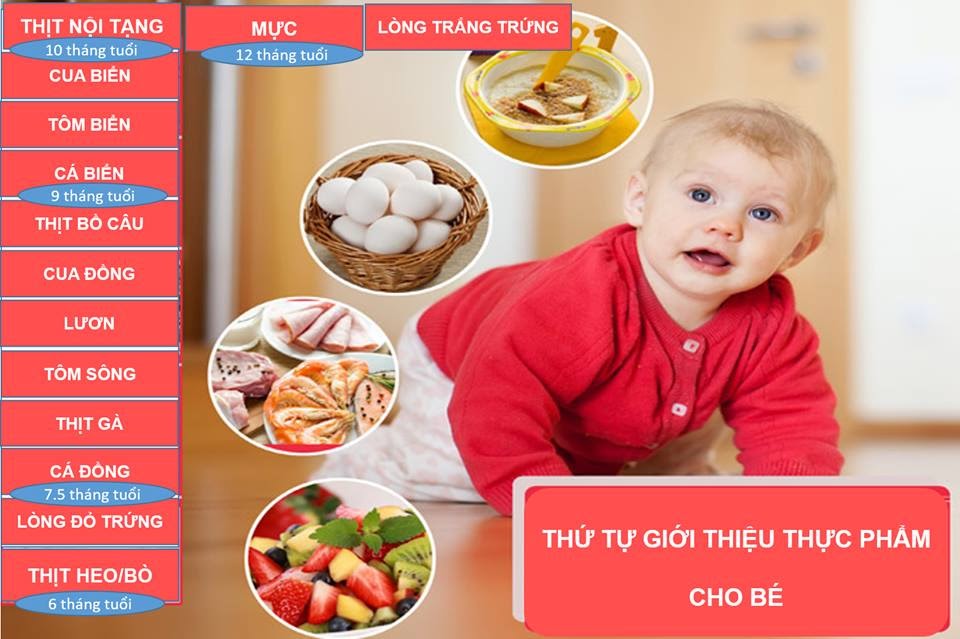 THỊT NỘI TẠNG
10 tháng tuổi
CUA BIỂN
TÔM BIỂN
CÁ BIỂN
9 tháng tuổi
THỊT BỒ CÂU
CUA ĐỒNG
LƯƠN
TÔM SÔNG
THỊT GÀ
CÁ ĐỒNG
7.5 tháng tuổi
LÒNG ĐỎ TRỨNG
THỊT HEO/BÒ
6 tháng tuổi
MỰC
12 tháng tuổi
LÒNG TRẮNG TRỨNG
THỨ TỰ GIỚI THIỆU THỰC PHẨM
CHO BÉ